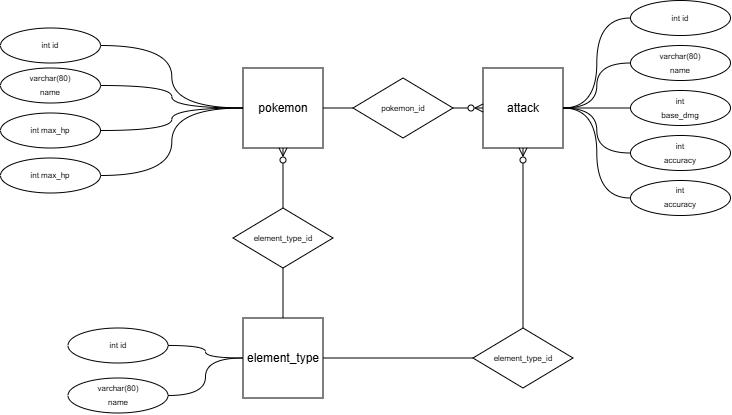 int id
varchar(80)
name
int max_hp
int max_hp
pokemon
pokemon_id
attack
int id
varchar(80)
name
int
base_dmg
int
accuracy
int
accuracy
element_type_id
int id
varchar(80)
name
element_type
element_type_id